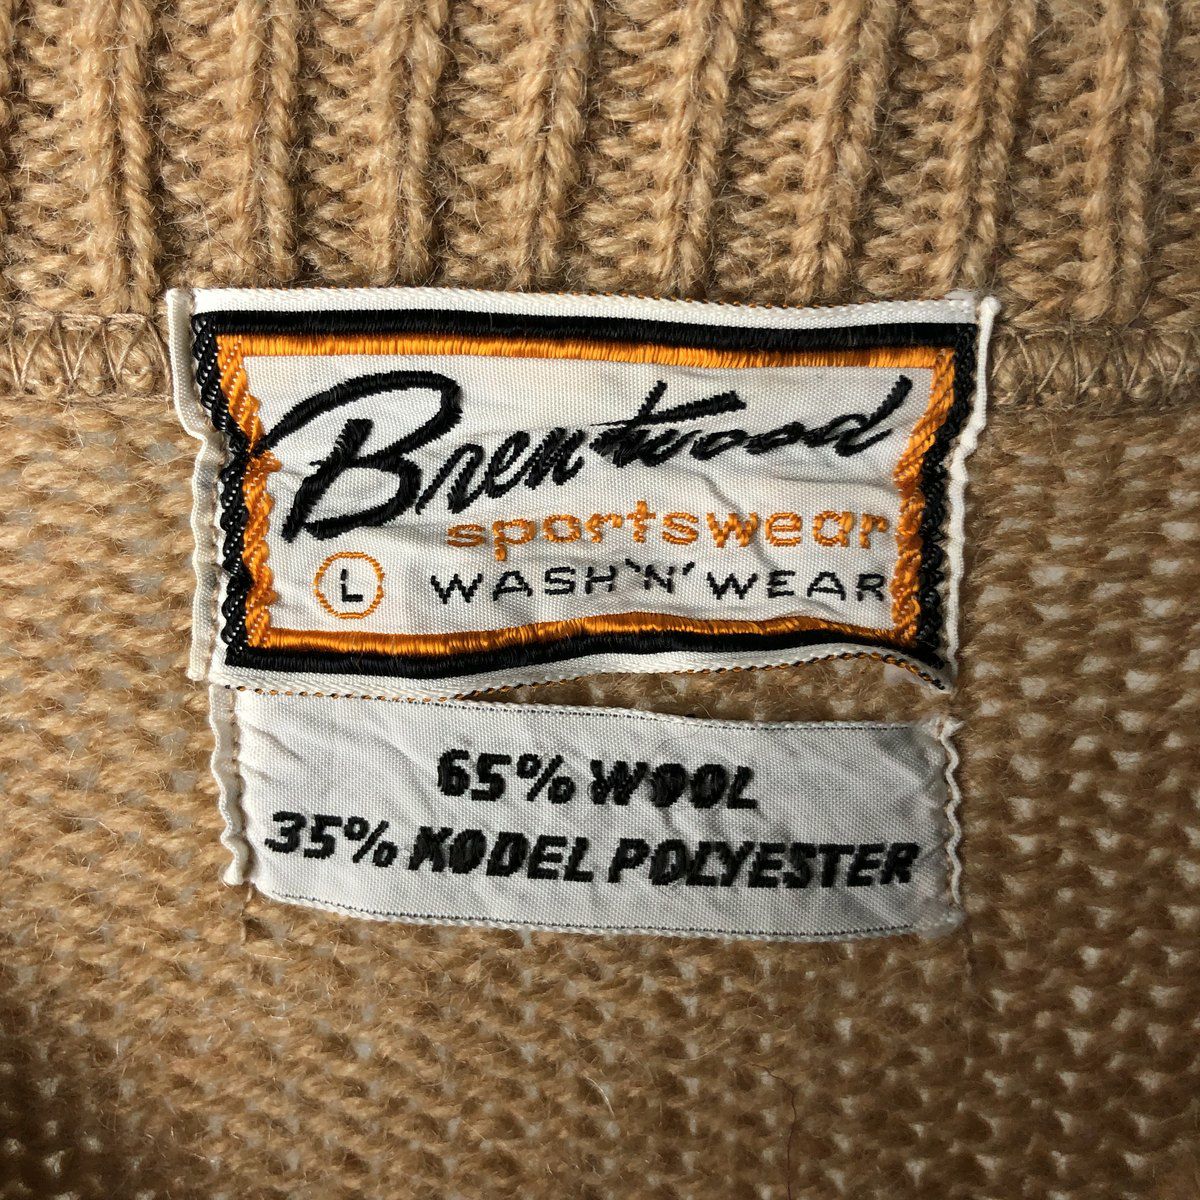 Brentwood
sportswear
L WASH 'N' WEAR
65% WOOL
35% KODEL POLYESTER